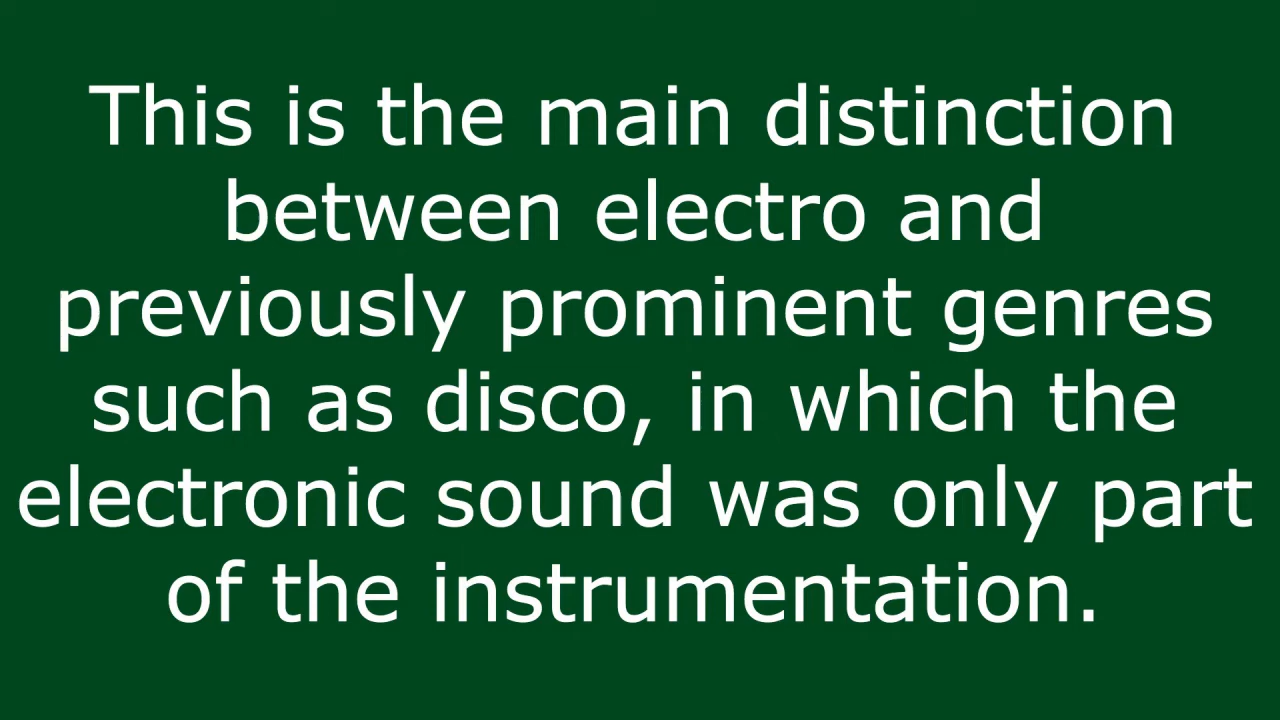 This is the main distinction
between electro and
previously prominent genres
such as disco, in which the
electronic sound was only part
of the instrumentation.